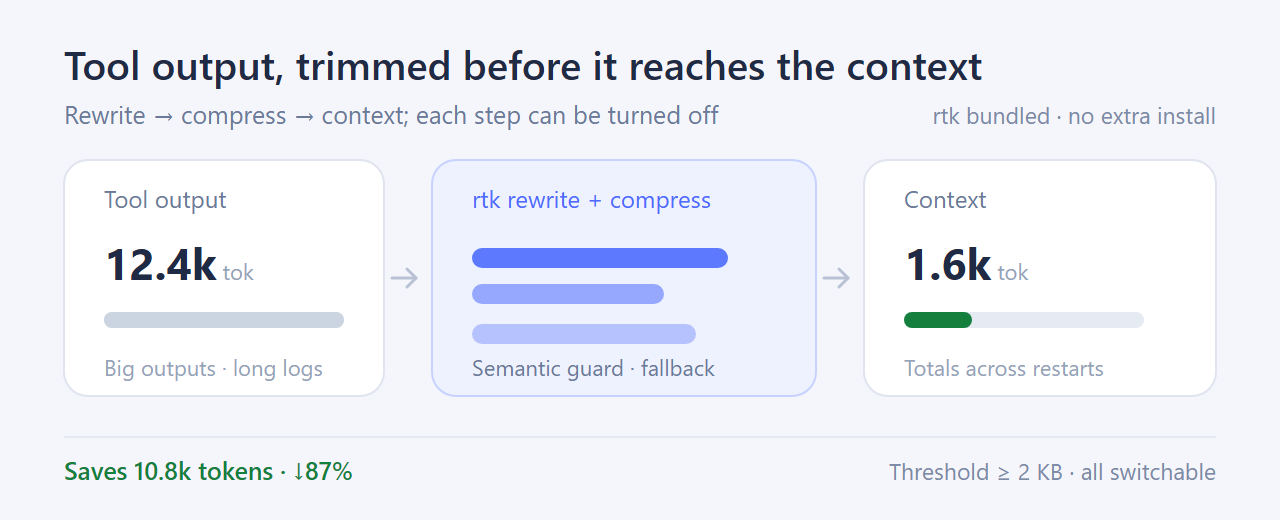 Tool output, trimmed before it reaches the context
Rewrite → compress → context; each step can be turned off
rtk bundled · no extra install
Tool output
12.4k tok
Big outputs · long logs
→
rtk rewrite + compress
Semantic guard · fallback
→
Context
1.6k tok
Totals across restarts
Saves 10.8k tokens · ↓87%
Threshold ≥ 2 KB · all switchable